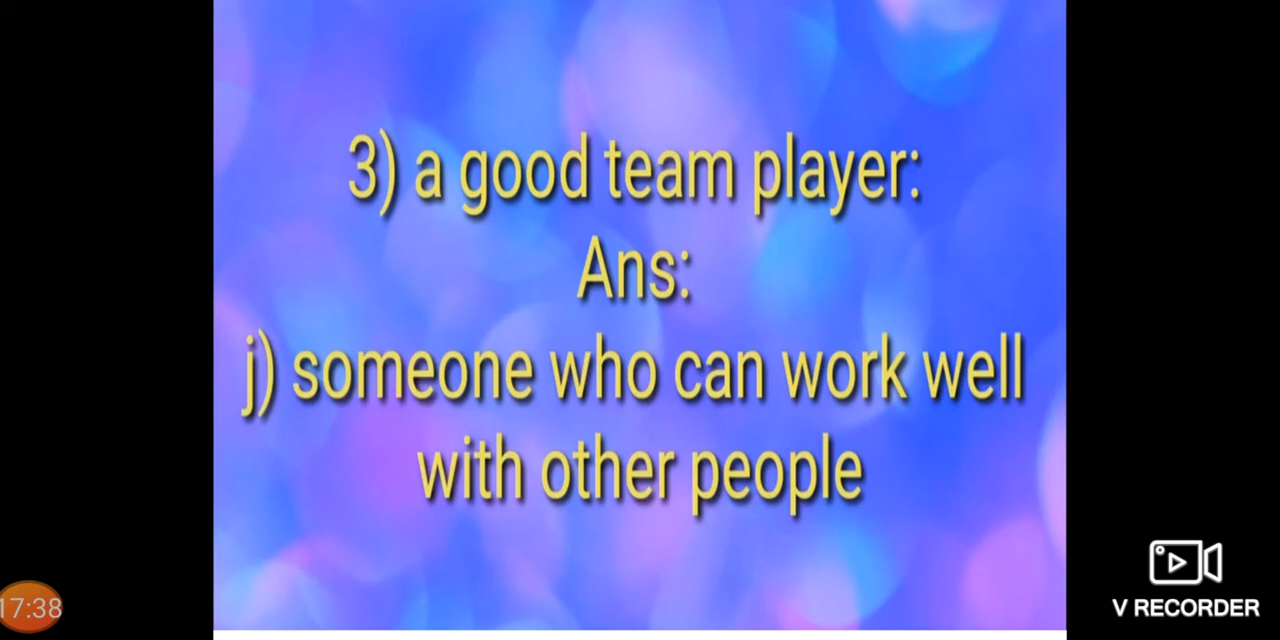 3) a good team player:
Ans:
j) someone who can work well
with other people
17:38
V RECORDER